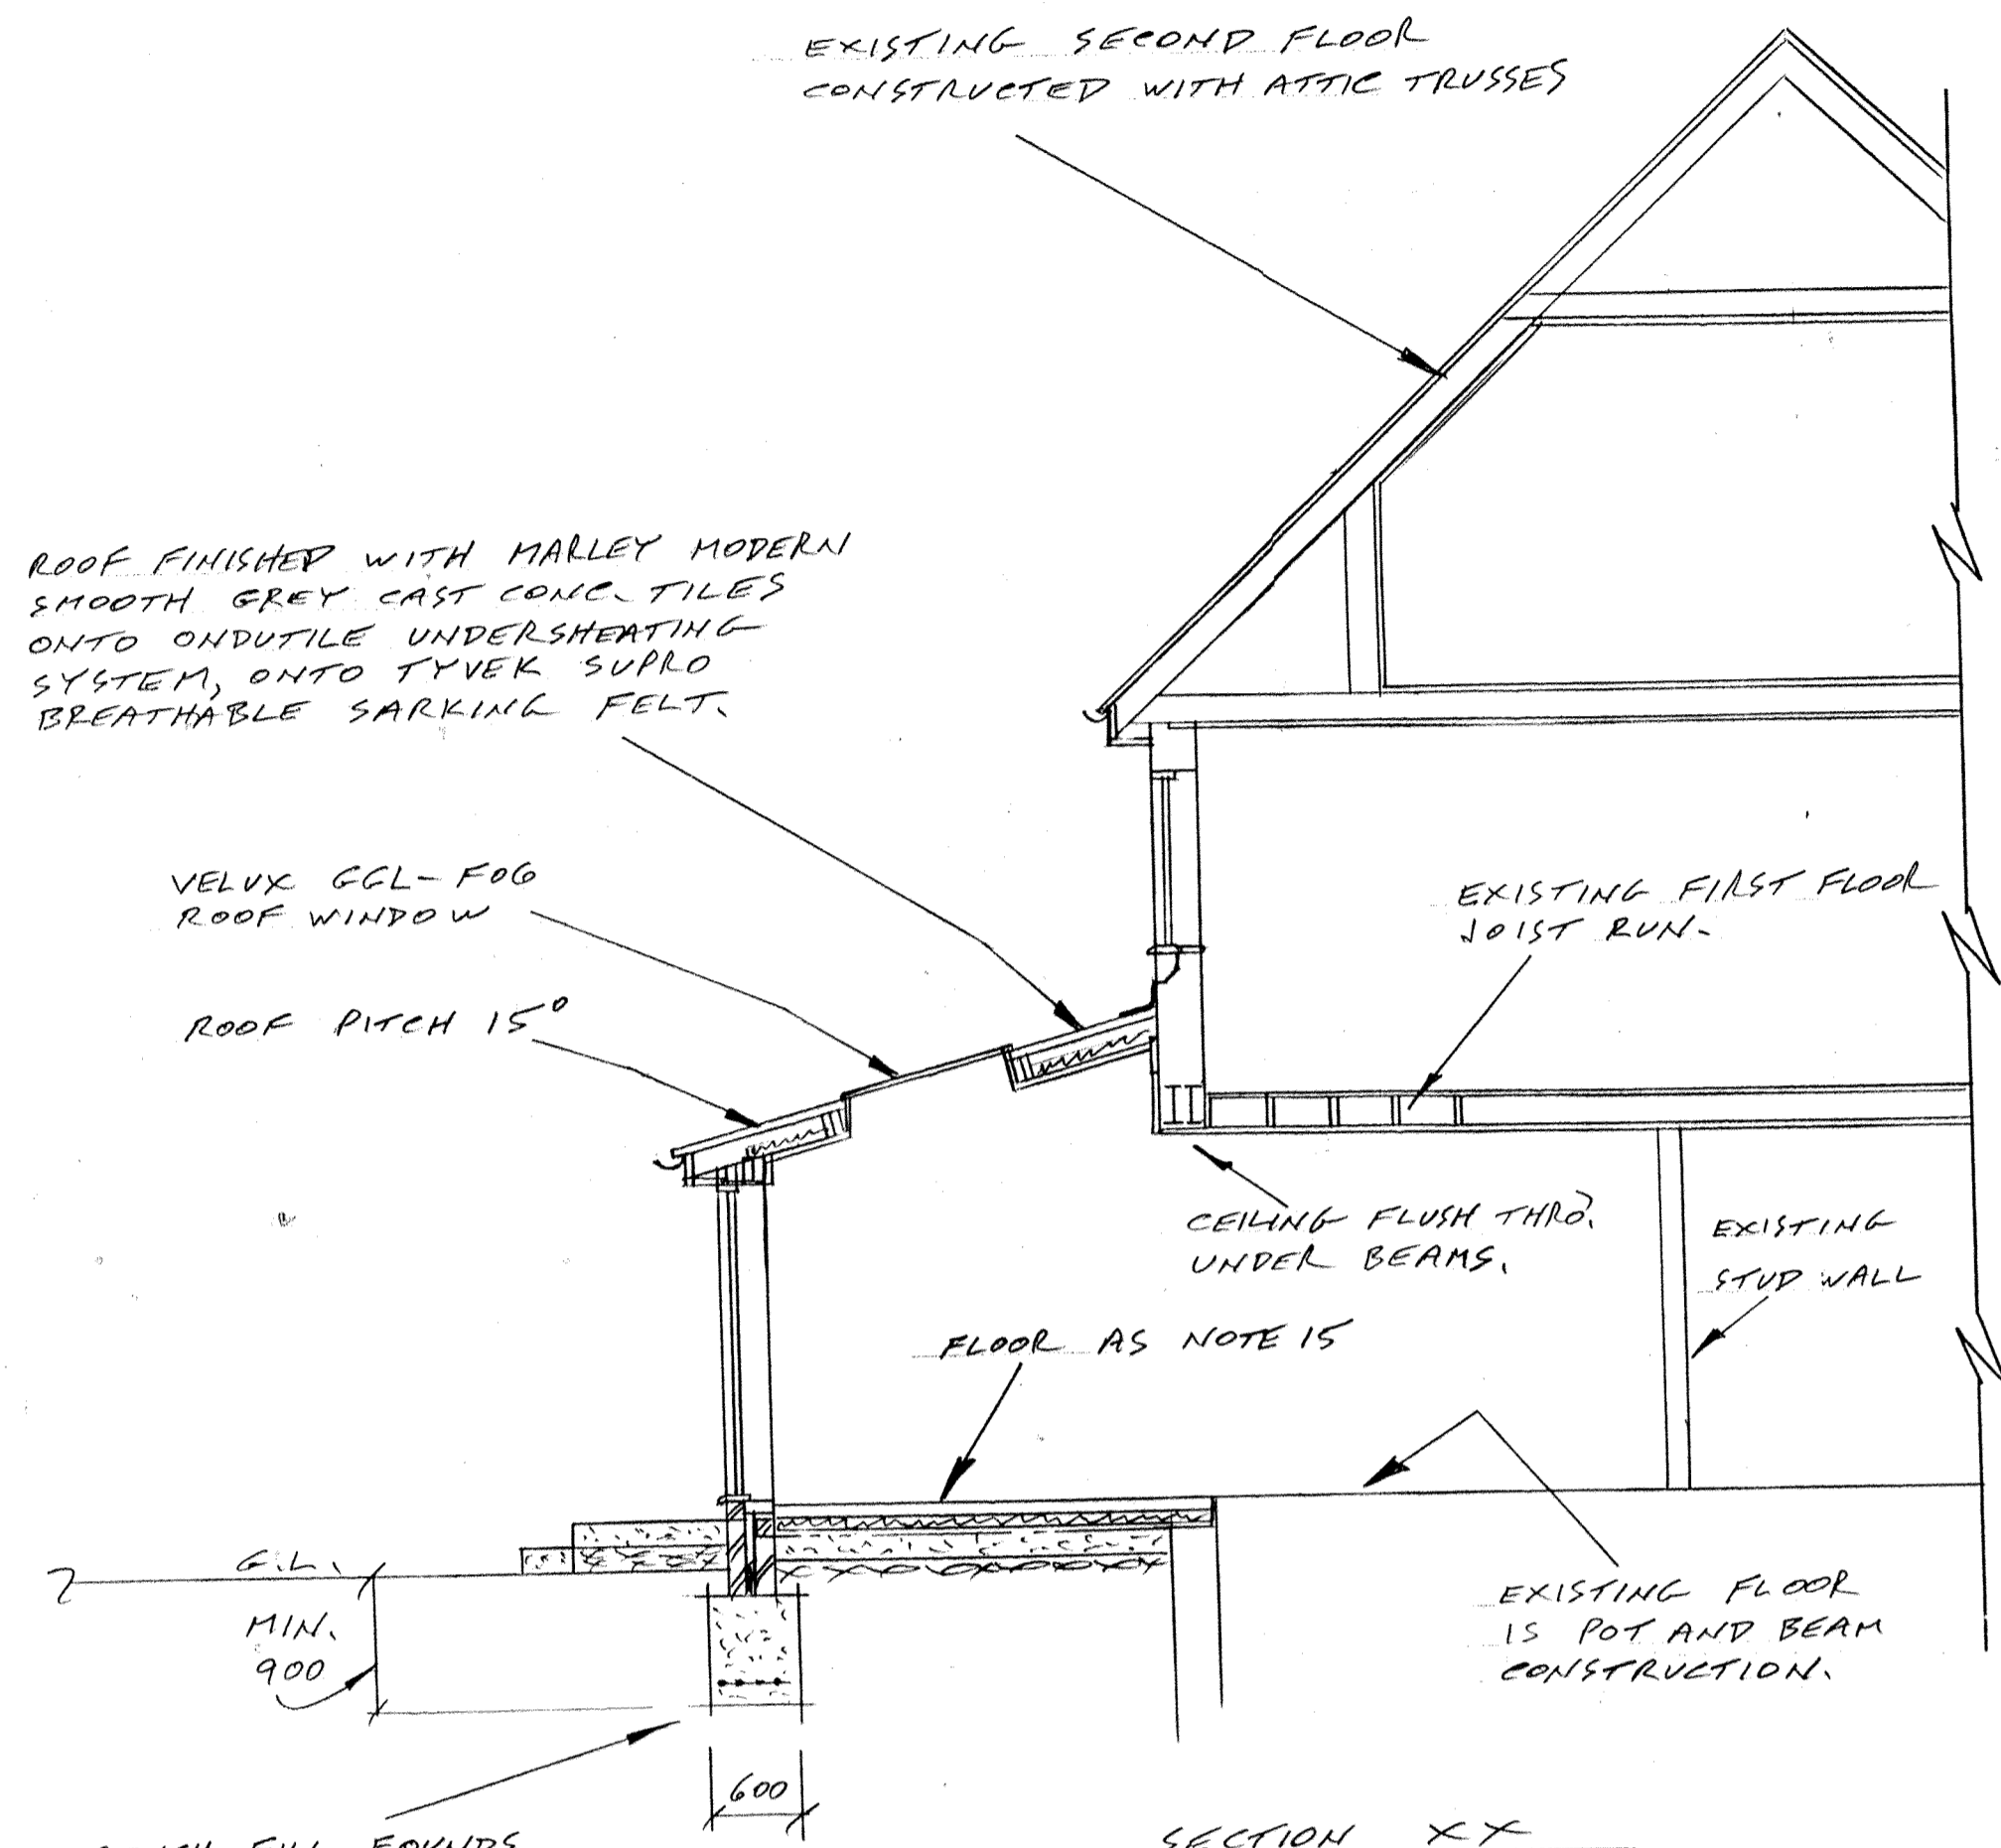 EXISTING SECOND FLOOR
CONSTRUCTED WITH ATTIC TRUSSES
ROOF FINISHED WITH MARLEY MODERN
SMOOTH GREY CAST CONC. TILES
ONTO ONDUTILE UNDERSHEATING
SYSTEM, ONTO TYVEK SUPRO
BREATHABLE SARKING FELT.
VELUX GGL-F06
ROOF WINDOW
EXISTING FIRST FLOOR
JOIST RUN.
ROOF PITCH 15°
CEILING FLUSH THRO.
UNDER BEAMS.
EXISTING
STUD WALL
FLOOR AS NOTE 15
G.L.
MIN.
900
EXISTING FLOOR
IS POT AND BEAM
CONSTRUCTION.
600
FILL FOUNDS
SECTION XX